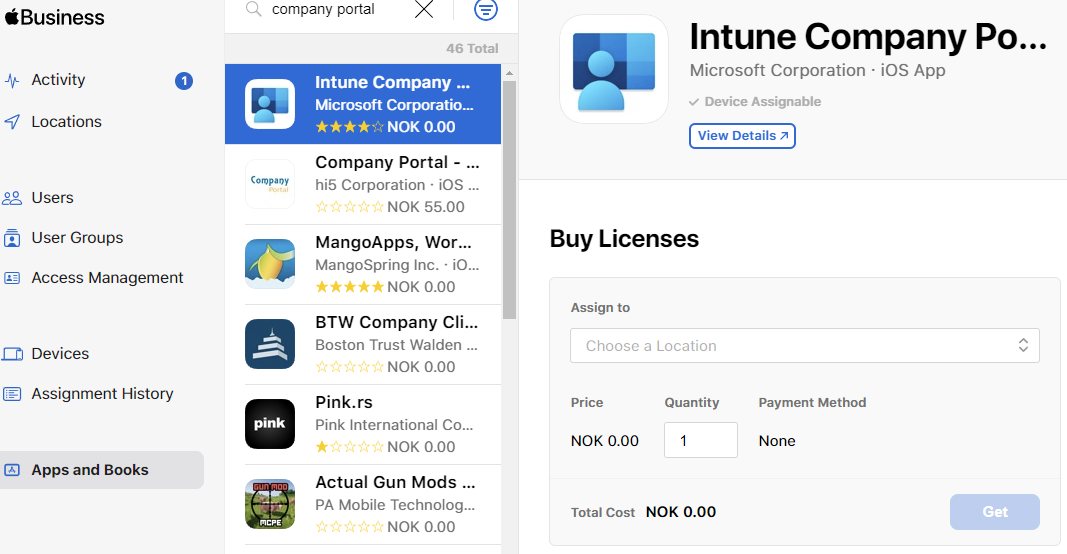 Business
Activity
1
Locations
Users
User Groups
Access Management
Devices
Assignment History
Apps and Books
company portal
46 Total
Intune Company ...
Microsoft Corporatio...
NOK 0.00
Company Portal
Company Portal - ...
hi5 Corporation · iOS ...
NOK 55.00
MangoApps, Wor...
MangoSpring Inc. · iO...
NOK 0.00
BTW Company Cli...
Boston Trust Walden ...
NOK 0.00
pink
Pink.rs
Pink International Co...
NOK 0.00
GUN MOD
MCPE
Actual Gun Mods ...
PA Mobile Technolog...
NOK 0.00
Intune Company Po...
Microsoft Corporation · iOS App
Device Assignable
View Details ↗
Buy Licenses
Assign to
Choose a Location
Price Quantity Payment Method
NOK 0.00 1 None
Total Cost NOK 0.00 Get